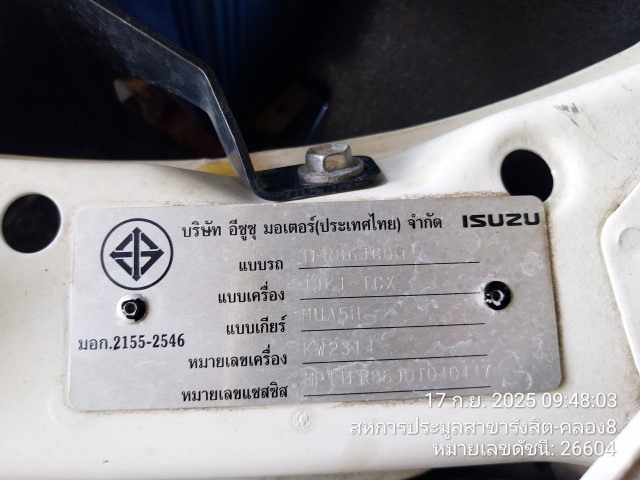 บริษัท อีซูซุ มอเตอร์(ประเทศไทย) จำกัด ISUZU
แบบรถ
แบบเครื่อง 4JK1-TCX
แบบเกียร์ MUA5H
มอก.2155-2546
หมายเลขเครื่อง
หมายเลขแชสซิส
17 ก.ย. 2025 09:48:03
สหการประมูลสาขารังสิต-คลอง8
หมายเลขดัชนี: 26604